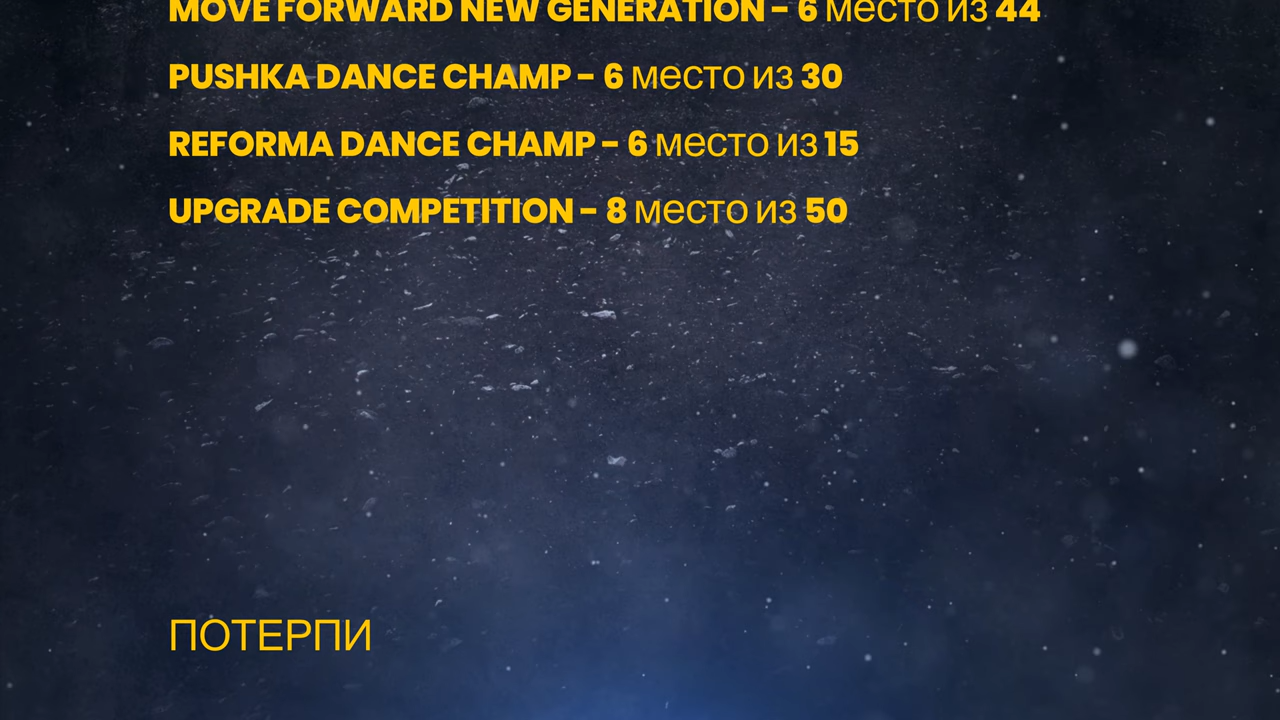 MOVE FORWARD NEW GENERATION – 6 место из 44
PUSHKA DANCE CHAMP – 6 место из 30
REFORMA DANCE CHAMP – 6 место из 15
UPGRADE COMPETITION – 8 место из 50
ПОТЕРПИ